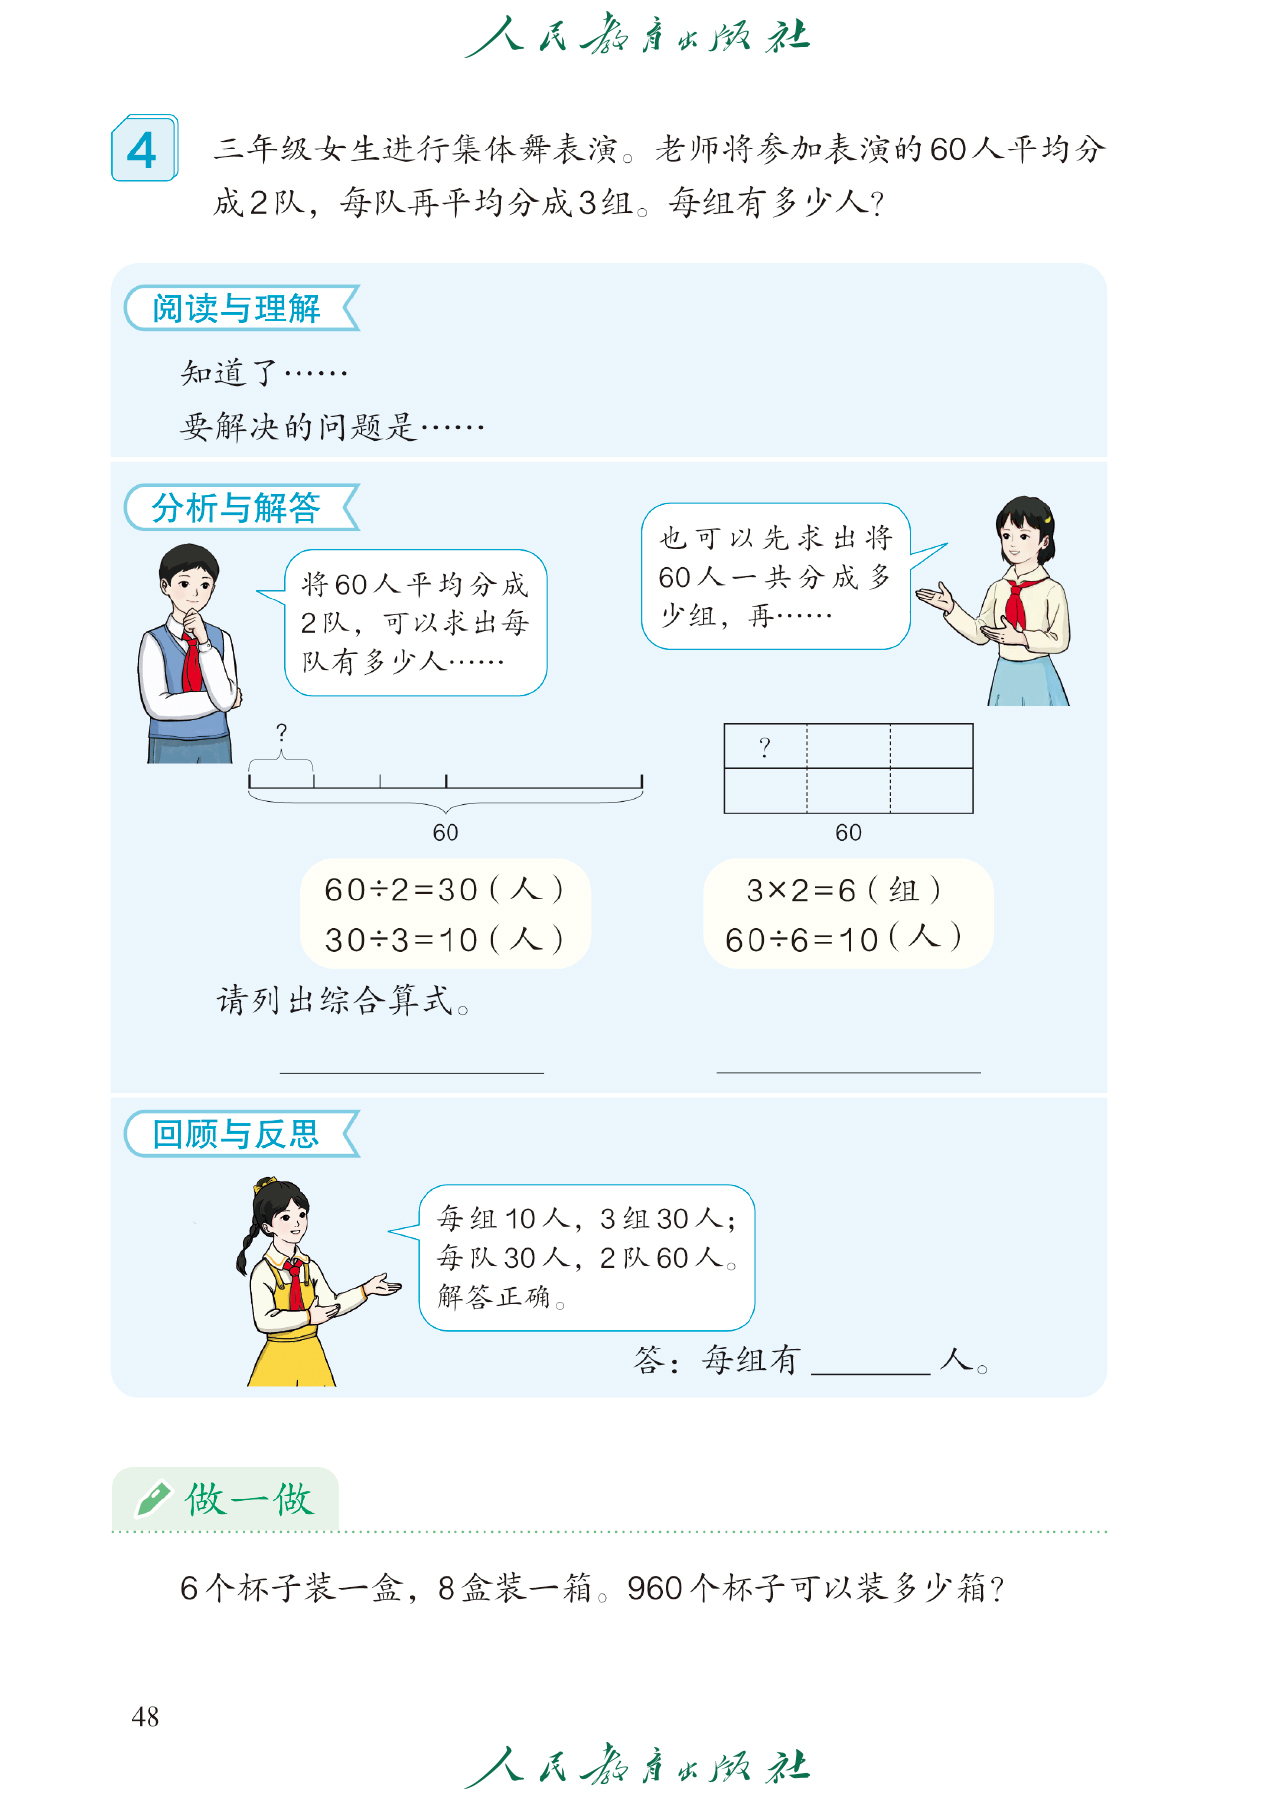 人民教育出版社
4 三年级女生进行集体舞表演。老师将参加表演的60人平均分
成2队，每队再平均分成3组。每组有多少人？
阅读与理解
知道了……
要解决的问题是……
分析与解答
将60人平均分成
2队，可以求出每
队有多少人……
也可以先求出将
60人一共分成多
少组，再……
?
60
?
60
60÷2=30（人）
30÷3=10（人）
3×2=6（组）
60÷6=10（人）
请列出综合算式。
回顾与反思
每组10人，3组30人；
每队30人，2队60人。
解答正确。
答：每组有______人。
做一做
6个杯子装一盒，8盒装一箱。960个杯子可以装多少箱？
48
人民教育出版社